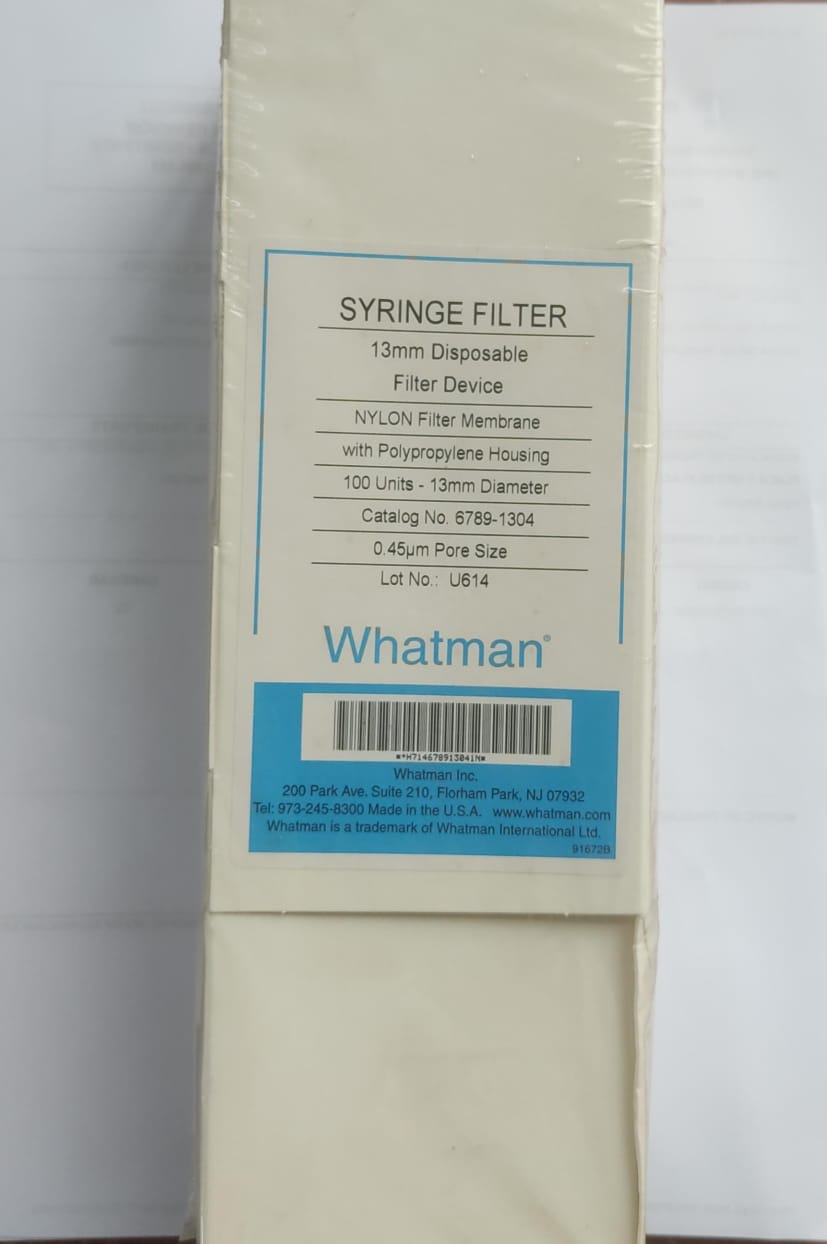 SYRINGE FILTER
13mm Disposable
Filter Device
NYLON Filter Membrane
with Polypropylene Housing
100 Units - 13mm Diameter
Catalog No. 6789-1304
0.45µm Pore Size
Lot No.: U614
Whatman®
*+H714678913041N*
Whatman Inc.
200 Park Ave. Suite 210, Florham Park, NJ 07932
Tel: 973-245-8300 Made in the U.S.A. www.whatman.com
Whatman is a trademark of Whatman International Ltd.
91672B